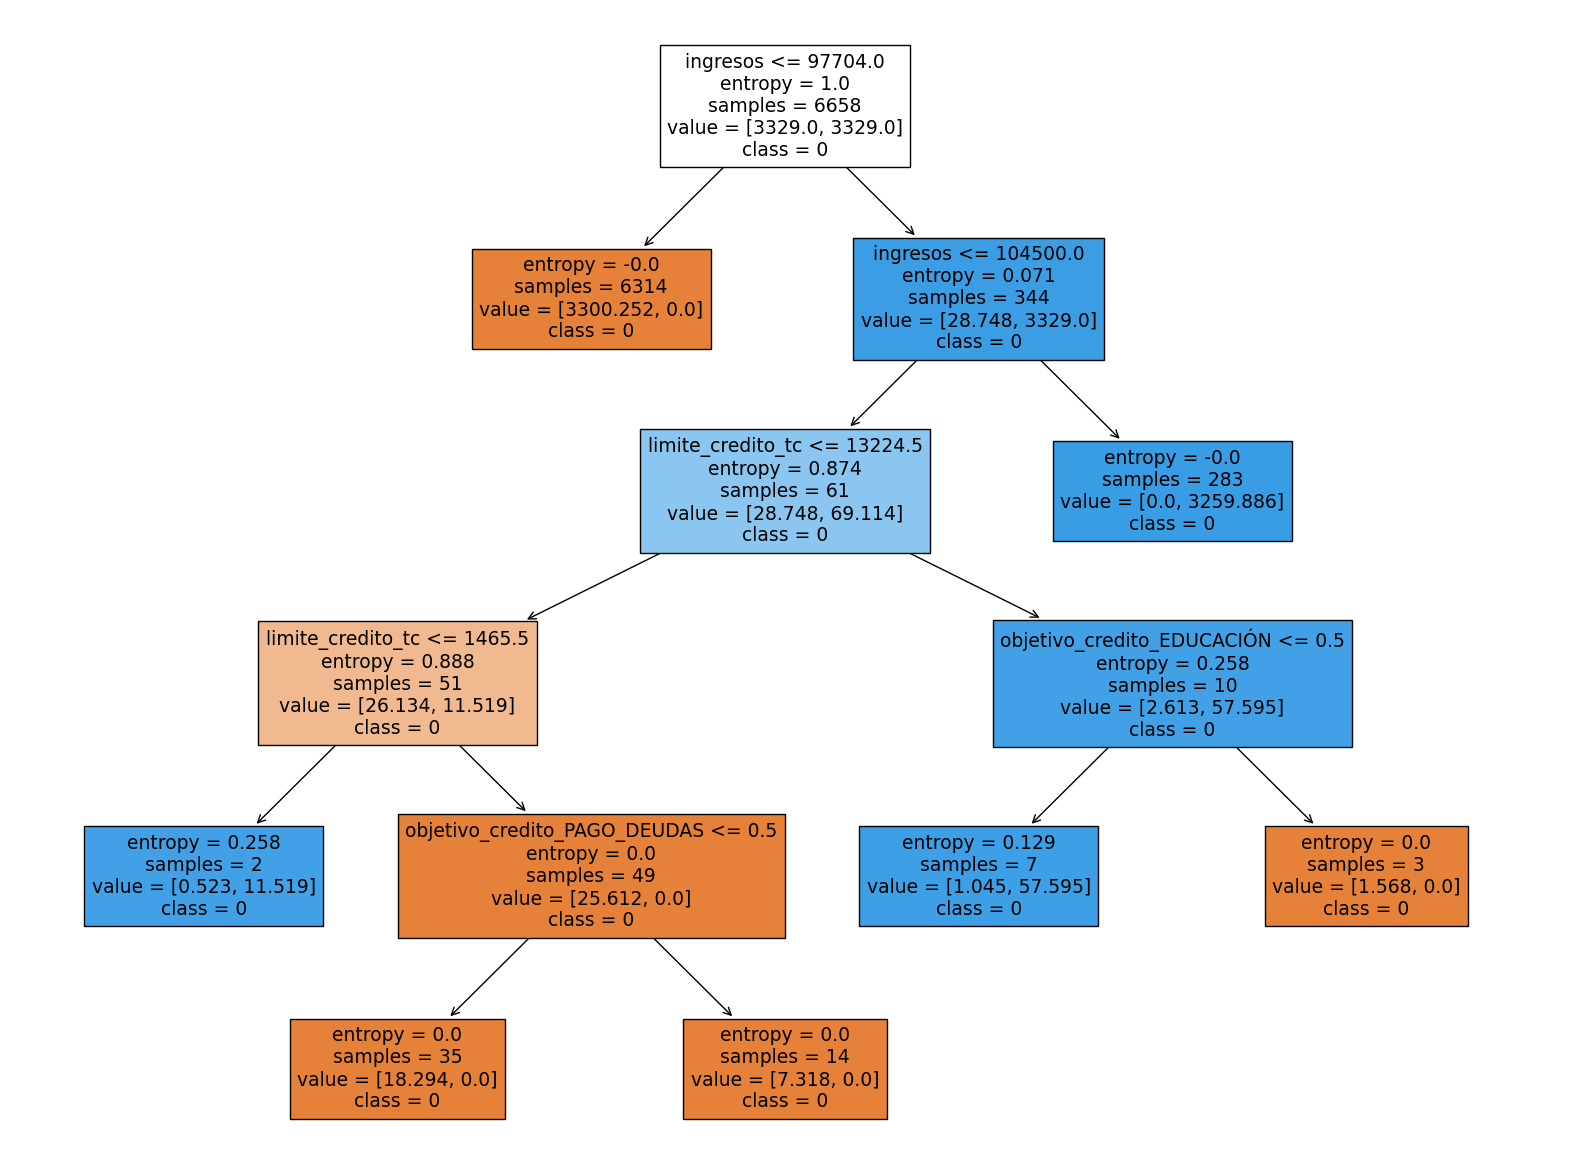 ingresos <= 97704.0
entropy = 1.0
samples = 6658
value = [3329.0, 3329.0]
class = 0
entropy = -0.0
samples = 6314
value = [3300.252, 0.0]
class = 0
ingresos <= 104500.0
entropy = 0.071
samples = 344
value = [28.748, 3329.0]
class = 0
limite_credito_tc <= 13224.5
entropy = 0.874
samples = 61
value = [28.748, 69.114]
class = 0
entropy = -0.0
samples = 283
value = [0.0, 3259.886]
class = 0
limite_credito_tc <= 1465.5
entropy = 0.888
samples = 51
value = [26.134, 11.519]
class = 0
objetivo_credito_EDUCACIÓN <= 0.5
entropy = 0.258
samples = 10
value = [2.613, 57.595]
class = 0
entropy = 0.258
samples = 2
value = [0.523, 11.519]
class = 0
objetivo_credito_PAGO_DEUDAS <= 0.5
entropy = 0.0
samples = 49
value = [25.612, 0.0]
class = 0
entropy = 0.129
samples = 7
value = [1.045, 57.595]
class = 0
entropy = 0.0
samples = 3
value = [1.568, 0.0]
class = 0
entropy = 0.0
samples = 35
value = [18.294, 0.0]
class = 0
entropy = 0.0
samples = 14
value = [7.318, 0.0]
class = 0